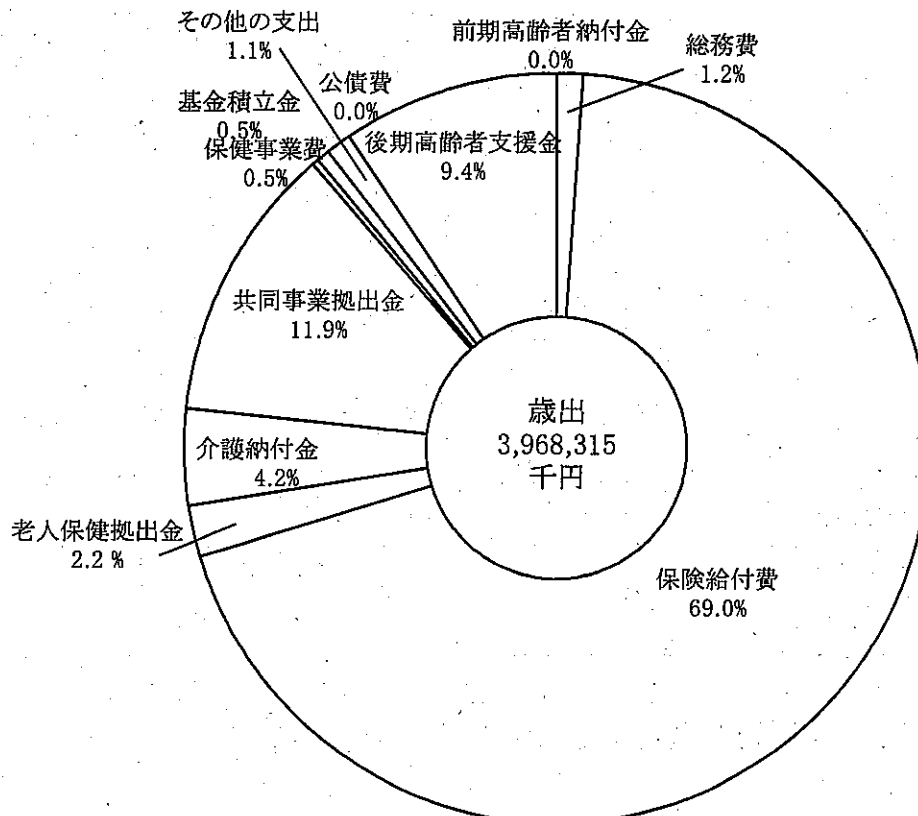 その他の支出
1.1%
公債費
0.0%
基金積立金
0.5%
保健事業費
0.5%
前期高齢者納付金
0.0%
総務費
1.2%
後期高齢者支援金
9.4%
共同事業拠出金
11.9%
介護納付金
4.2%
老人保健拠出金
2.2 %
歳出
3,968,315
千円
保険給付費
69.0%